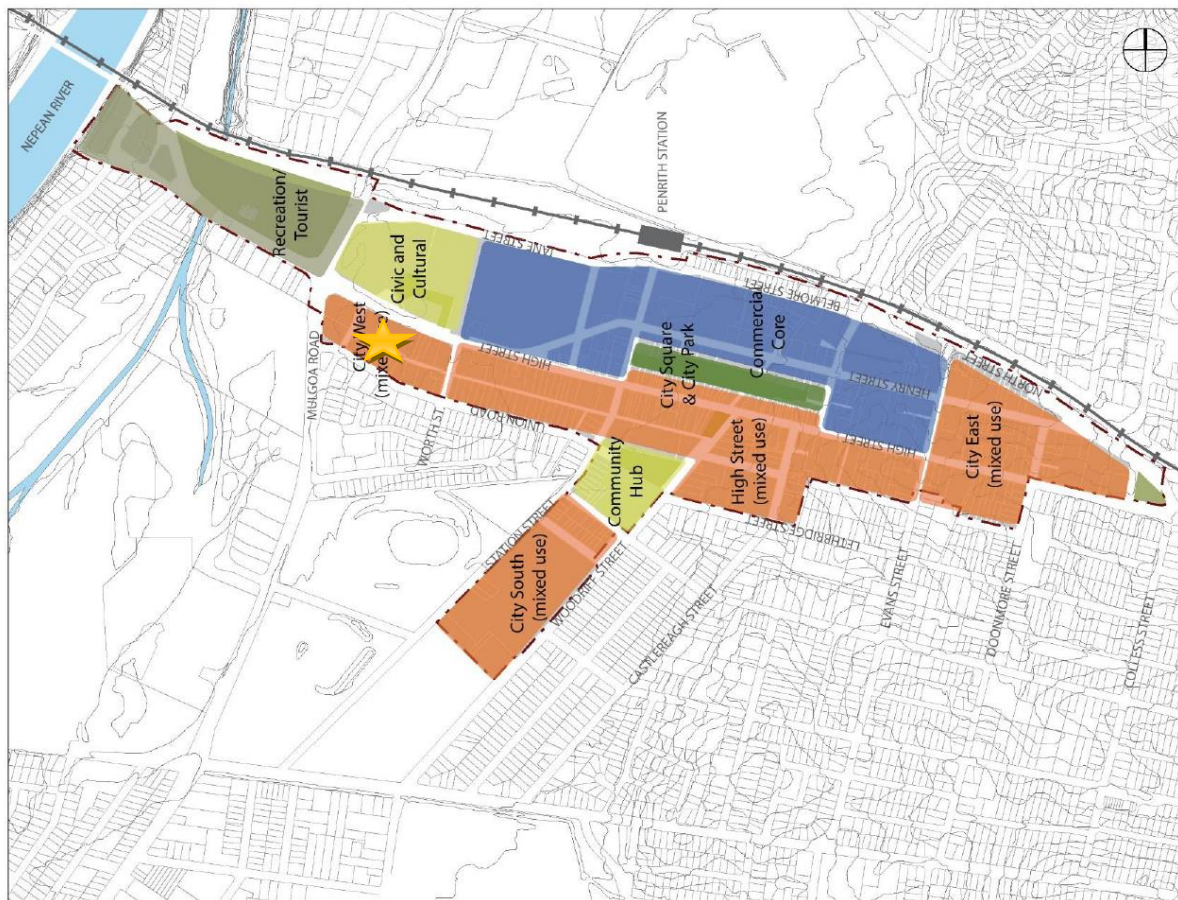 NEPEAN RIVER
Recreation/
Tourist
PENRITH STATION
JANE STREET
Civic and
Cultural
BELMORE STREET
City West
(mixed use)
MULGOA ROAD
HIGH STREET
City Square
& City Park
Commercial
Core
HENRY STREET
NORTH STREET
WORTH ST
UNION ROAD
HIGH STREET
Community
Hub
High Street
(mixed use)
City East
(mixed use)
STATION STREET
LETHBRIDGE STREET
City South
(mixed use)
WOODRIFF STREET
EVANS STREET
DOONMORE STREET
CASTLEREAGH STREET
COLLESS STREET